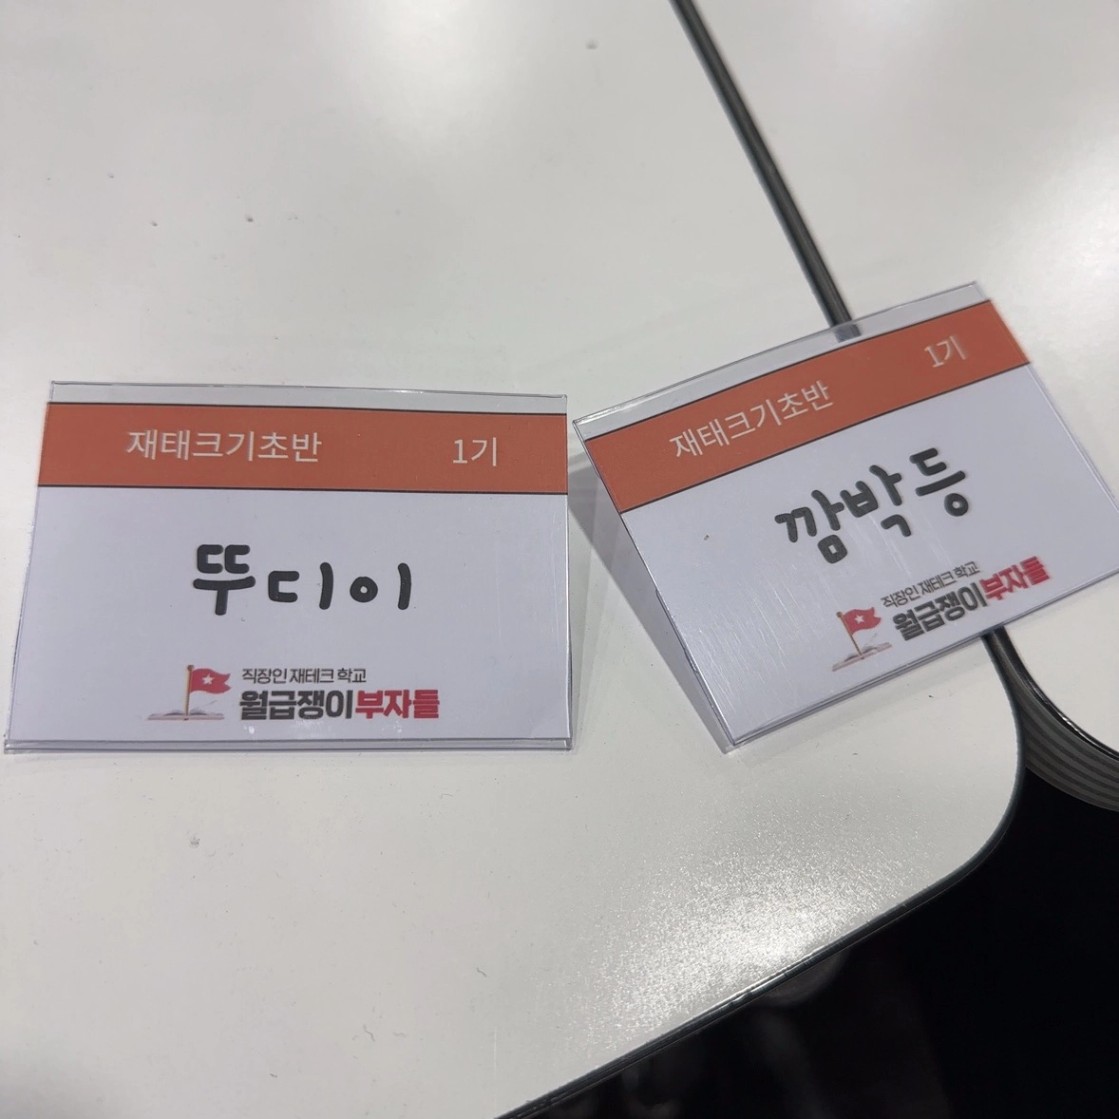 재태크기초반 1기
뚜디이
직장인 재테크 학교
월급쟁이부자들
재태크기초반 1기
깜박등
직장인 재테크 학교
월급쟁이부자들